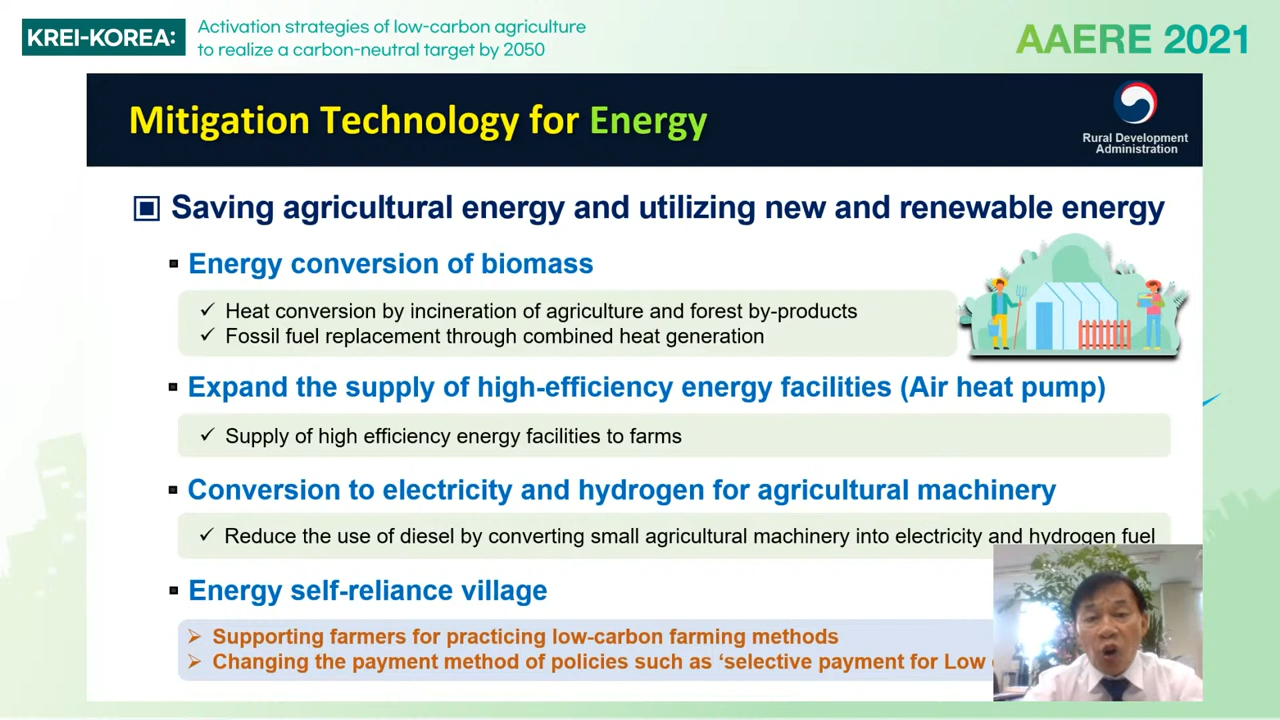 KREI-KOREA:
Activation strategies of low-carbon agriculture
to realize a carbon-neutral target by 2050
AAERE 2021
Mitigation Technology for Energy
Rural Development
Administration
Saving agricultural energy and utilizing new and renewable energy
Energy conversion of biomass
Heat conversion by incineration of agriculture and forest by-products
Fossil fuel replacement through combined heat generation
Expand the supply of high-efficiency energy facilities (Air heat pump)
Supply of high efficiency energy facilities to farms
Conversion to electricity and hydrogen for agricultural machinery
Reduce the use of diesel by converting small agricultural machinery into electricity and hydrogen fuel
Energy self-reliance village
Supporting farmers for practicing low-carbon farming methods
Changing the payment method of policies such as ‘selective payment for Low